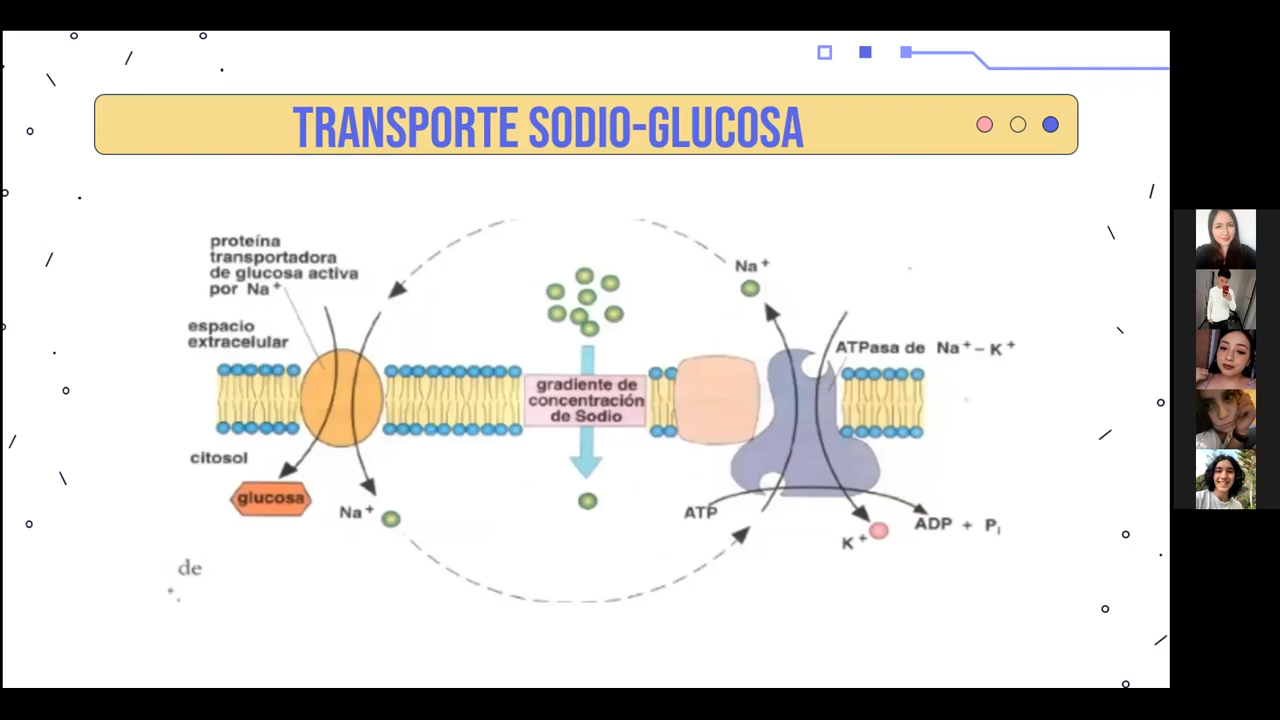 TRANSPORTE SODIO-GLUCOSA
proteína
transportadora
de glucosa activa
por Na⁺
espacio
extracelular
citosol
glucosa
Na⁺
gradiente de
concentración
de Sodio
Na⁺
ATPasa de Na⁺– K⁺
ATP
K⁺
ADP + Pᵢ
de